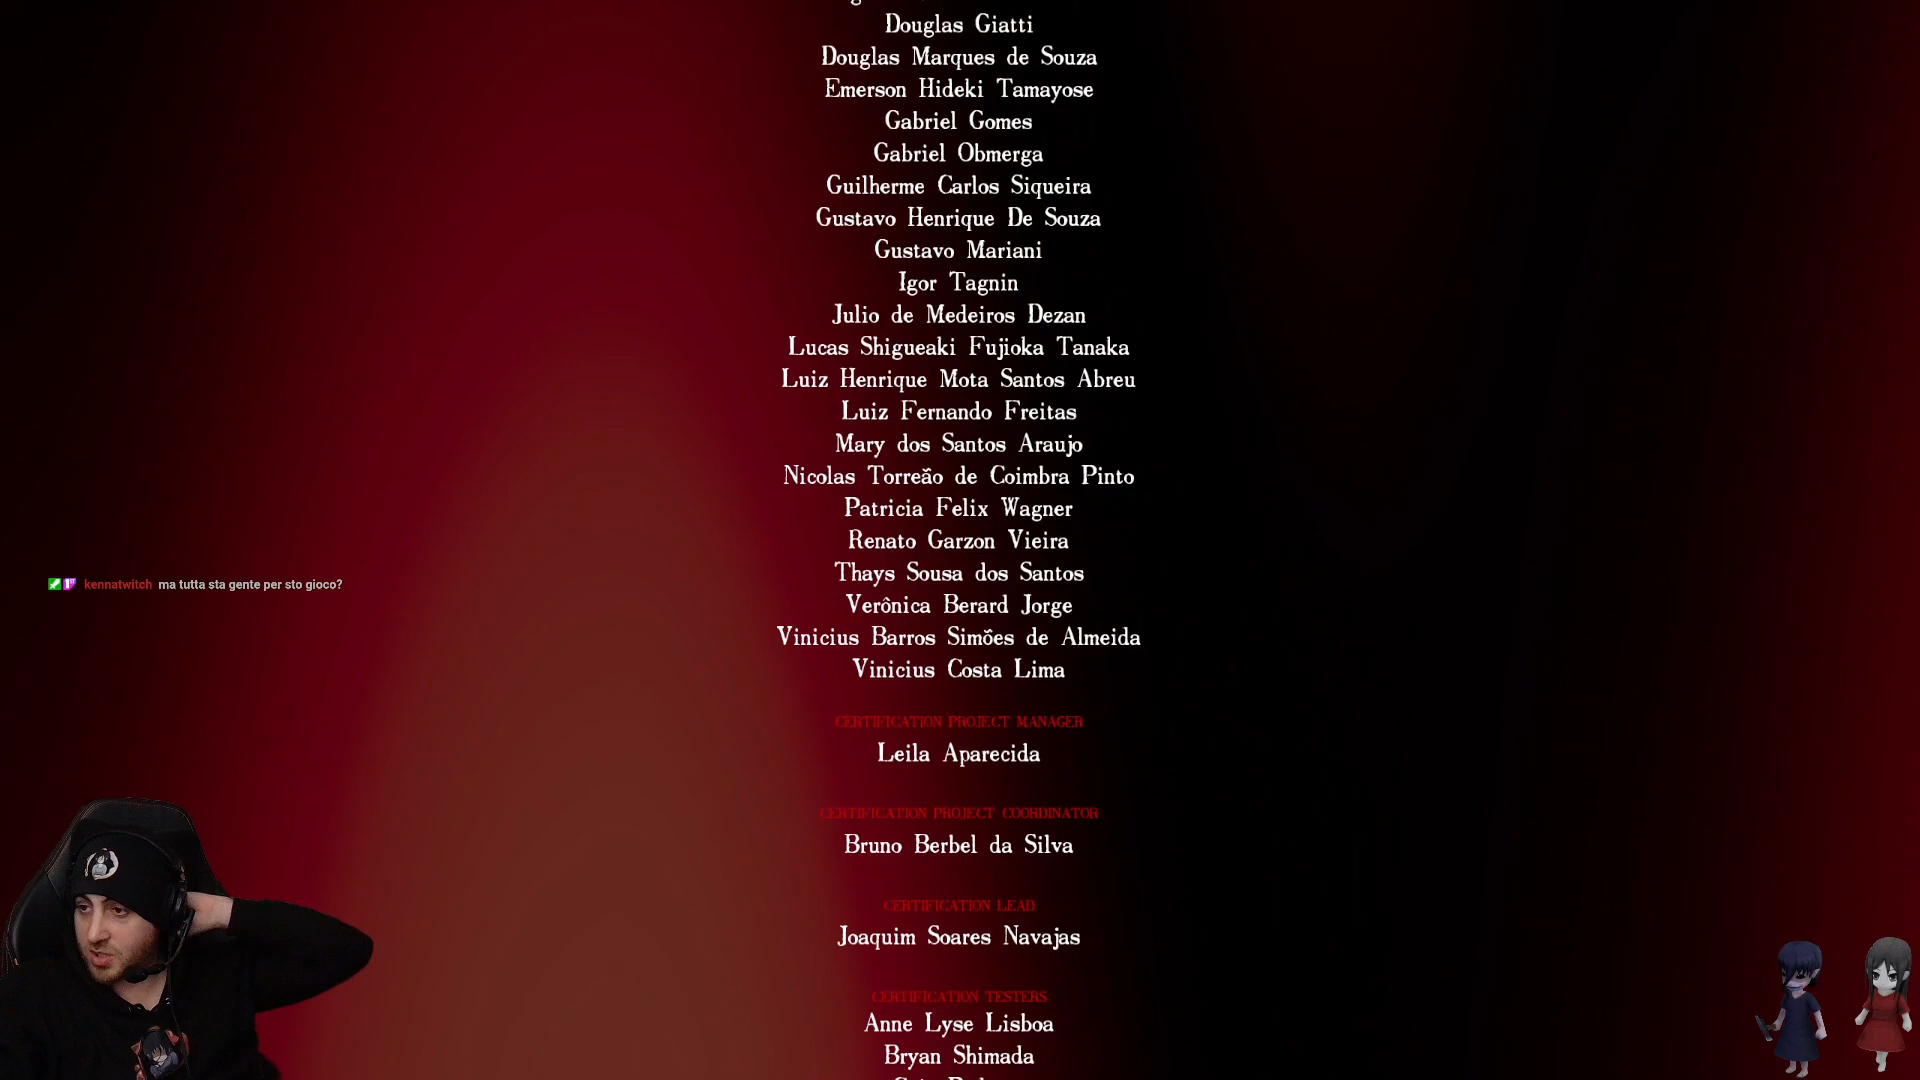 Douglas Giatti
Douglas Marques de Souza
Emerson Hideki Tamayose
Gabriel Gomes
Gabriel Obmerga
Guilherme Carlos Siqueira
Gustavo Henrique De Souza
Gustavo Mariani
Igor Tagnin
Julio de Medeiros Dezan
Lucas Shigueaki Fujioka Tanaka
Luiz Henrique Mota Santos Abreu
Luiz Fernando Freitas
Mary dos Santos Araujo
Nicolas Torreão de Coimbra Pinto
Patricia Felix Wagner
Renato Garzon Vieira
kennatwitch ma tutta sta gente per sto gioco?
Thays Sousa dos Santos
Verônica Berard Jorge
Vinicius Barros Simões de Almeida
Vinicius Costa Lima
CERTIFICATION PROJECT MANAGER
Leila Aparecida
CERTIFICATION PROJECT COORDINATOR
Bruno Berbel da Silva
CERTIFICATION LEAD
Joaquim Soares Navajas
CERTIFICATION TESTERS
Anne Lyse Lisboa
Bryan Shimada